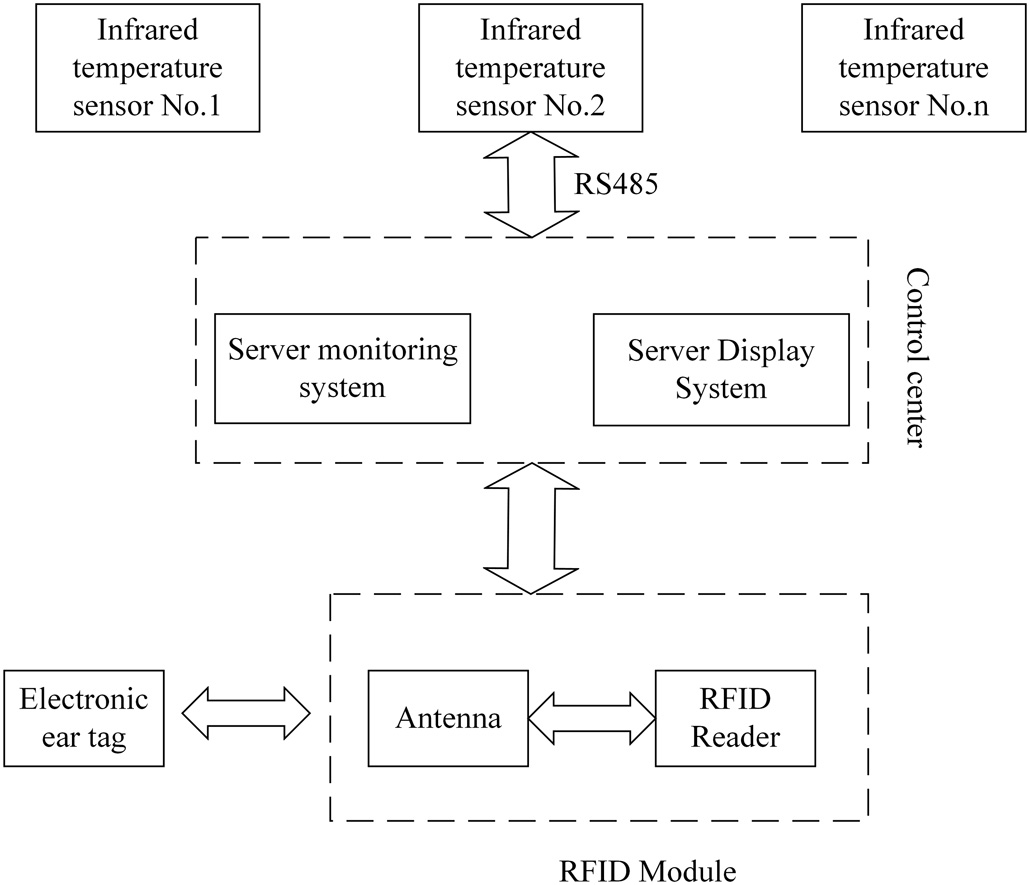 Infrared
temperature
sensor No.1
Infrared
temperature
sensor No.2
Infrared
temperature
sensor No.n
RS485
Server monitoring
system
Server Display
System
Control center
Electronic
ear tag
Antenna
RFID
Reader
RFID Module